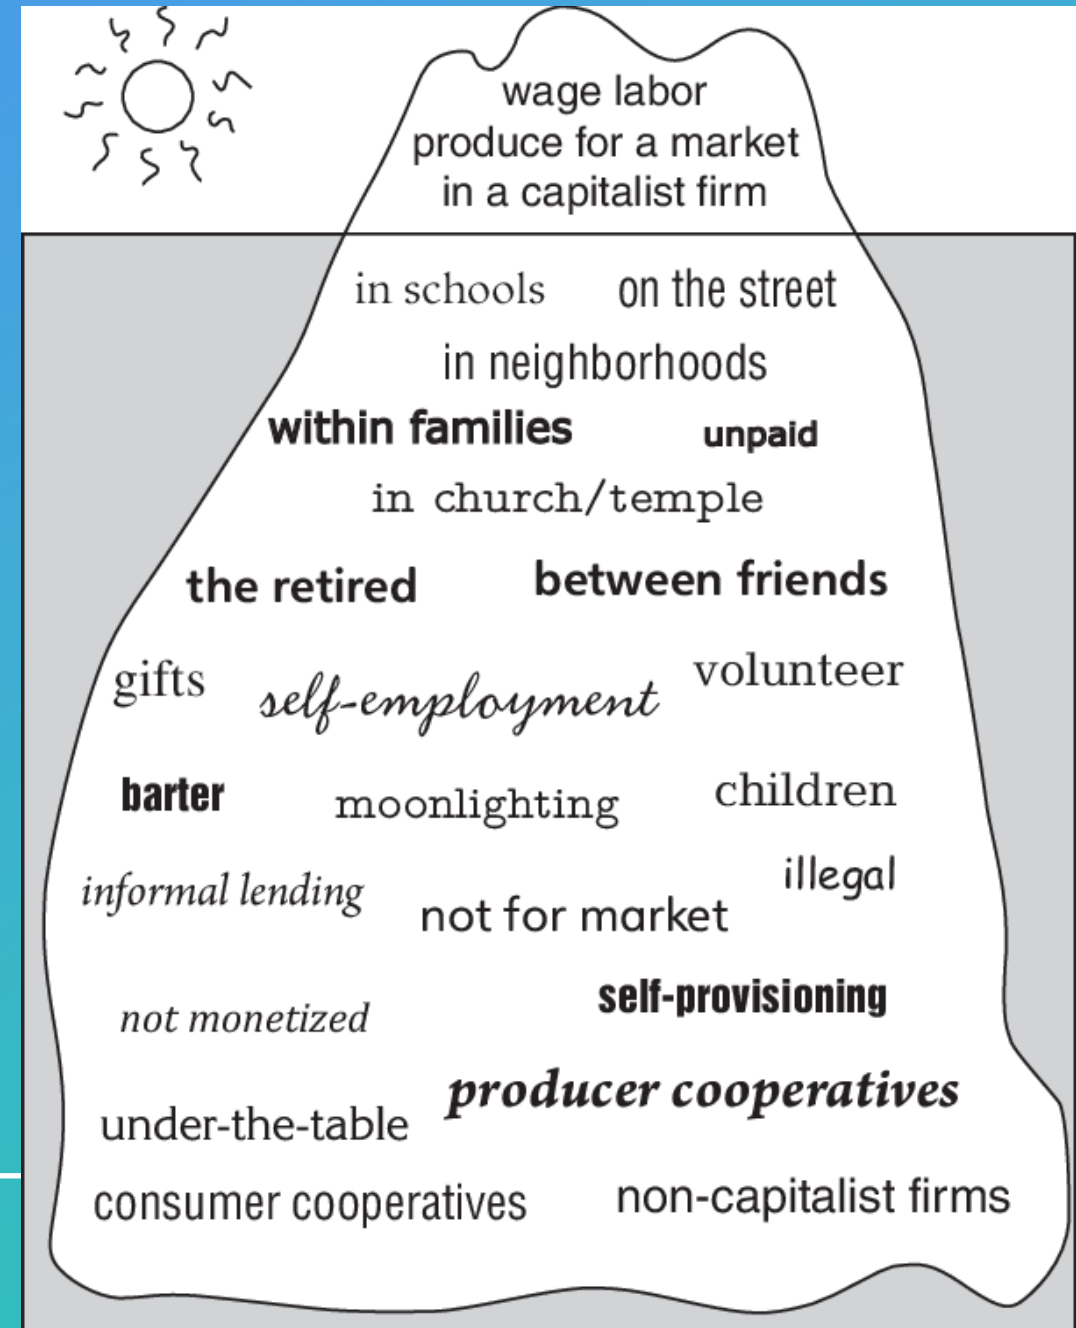 wage labor
produce for a market
in a capitalist firm
in schools on the street
in neighborhoods
within families unpaid
in church/temple
the retired between friends
gifts self-employment volunteer
barter moonlighting children
informal lending not for market illegal
not monetized self-provisioning
under-the-table producer cooperatives
consumer cooperatives non-capitalist firms